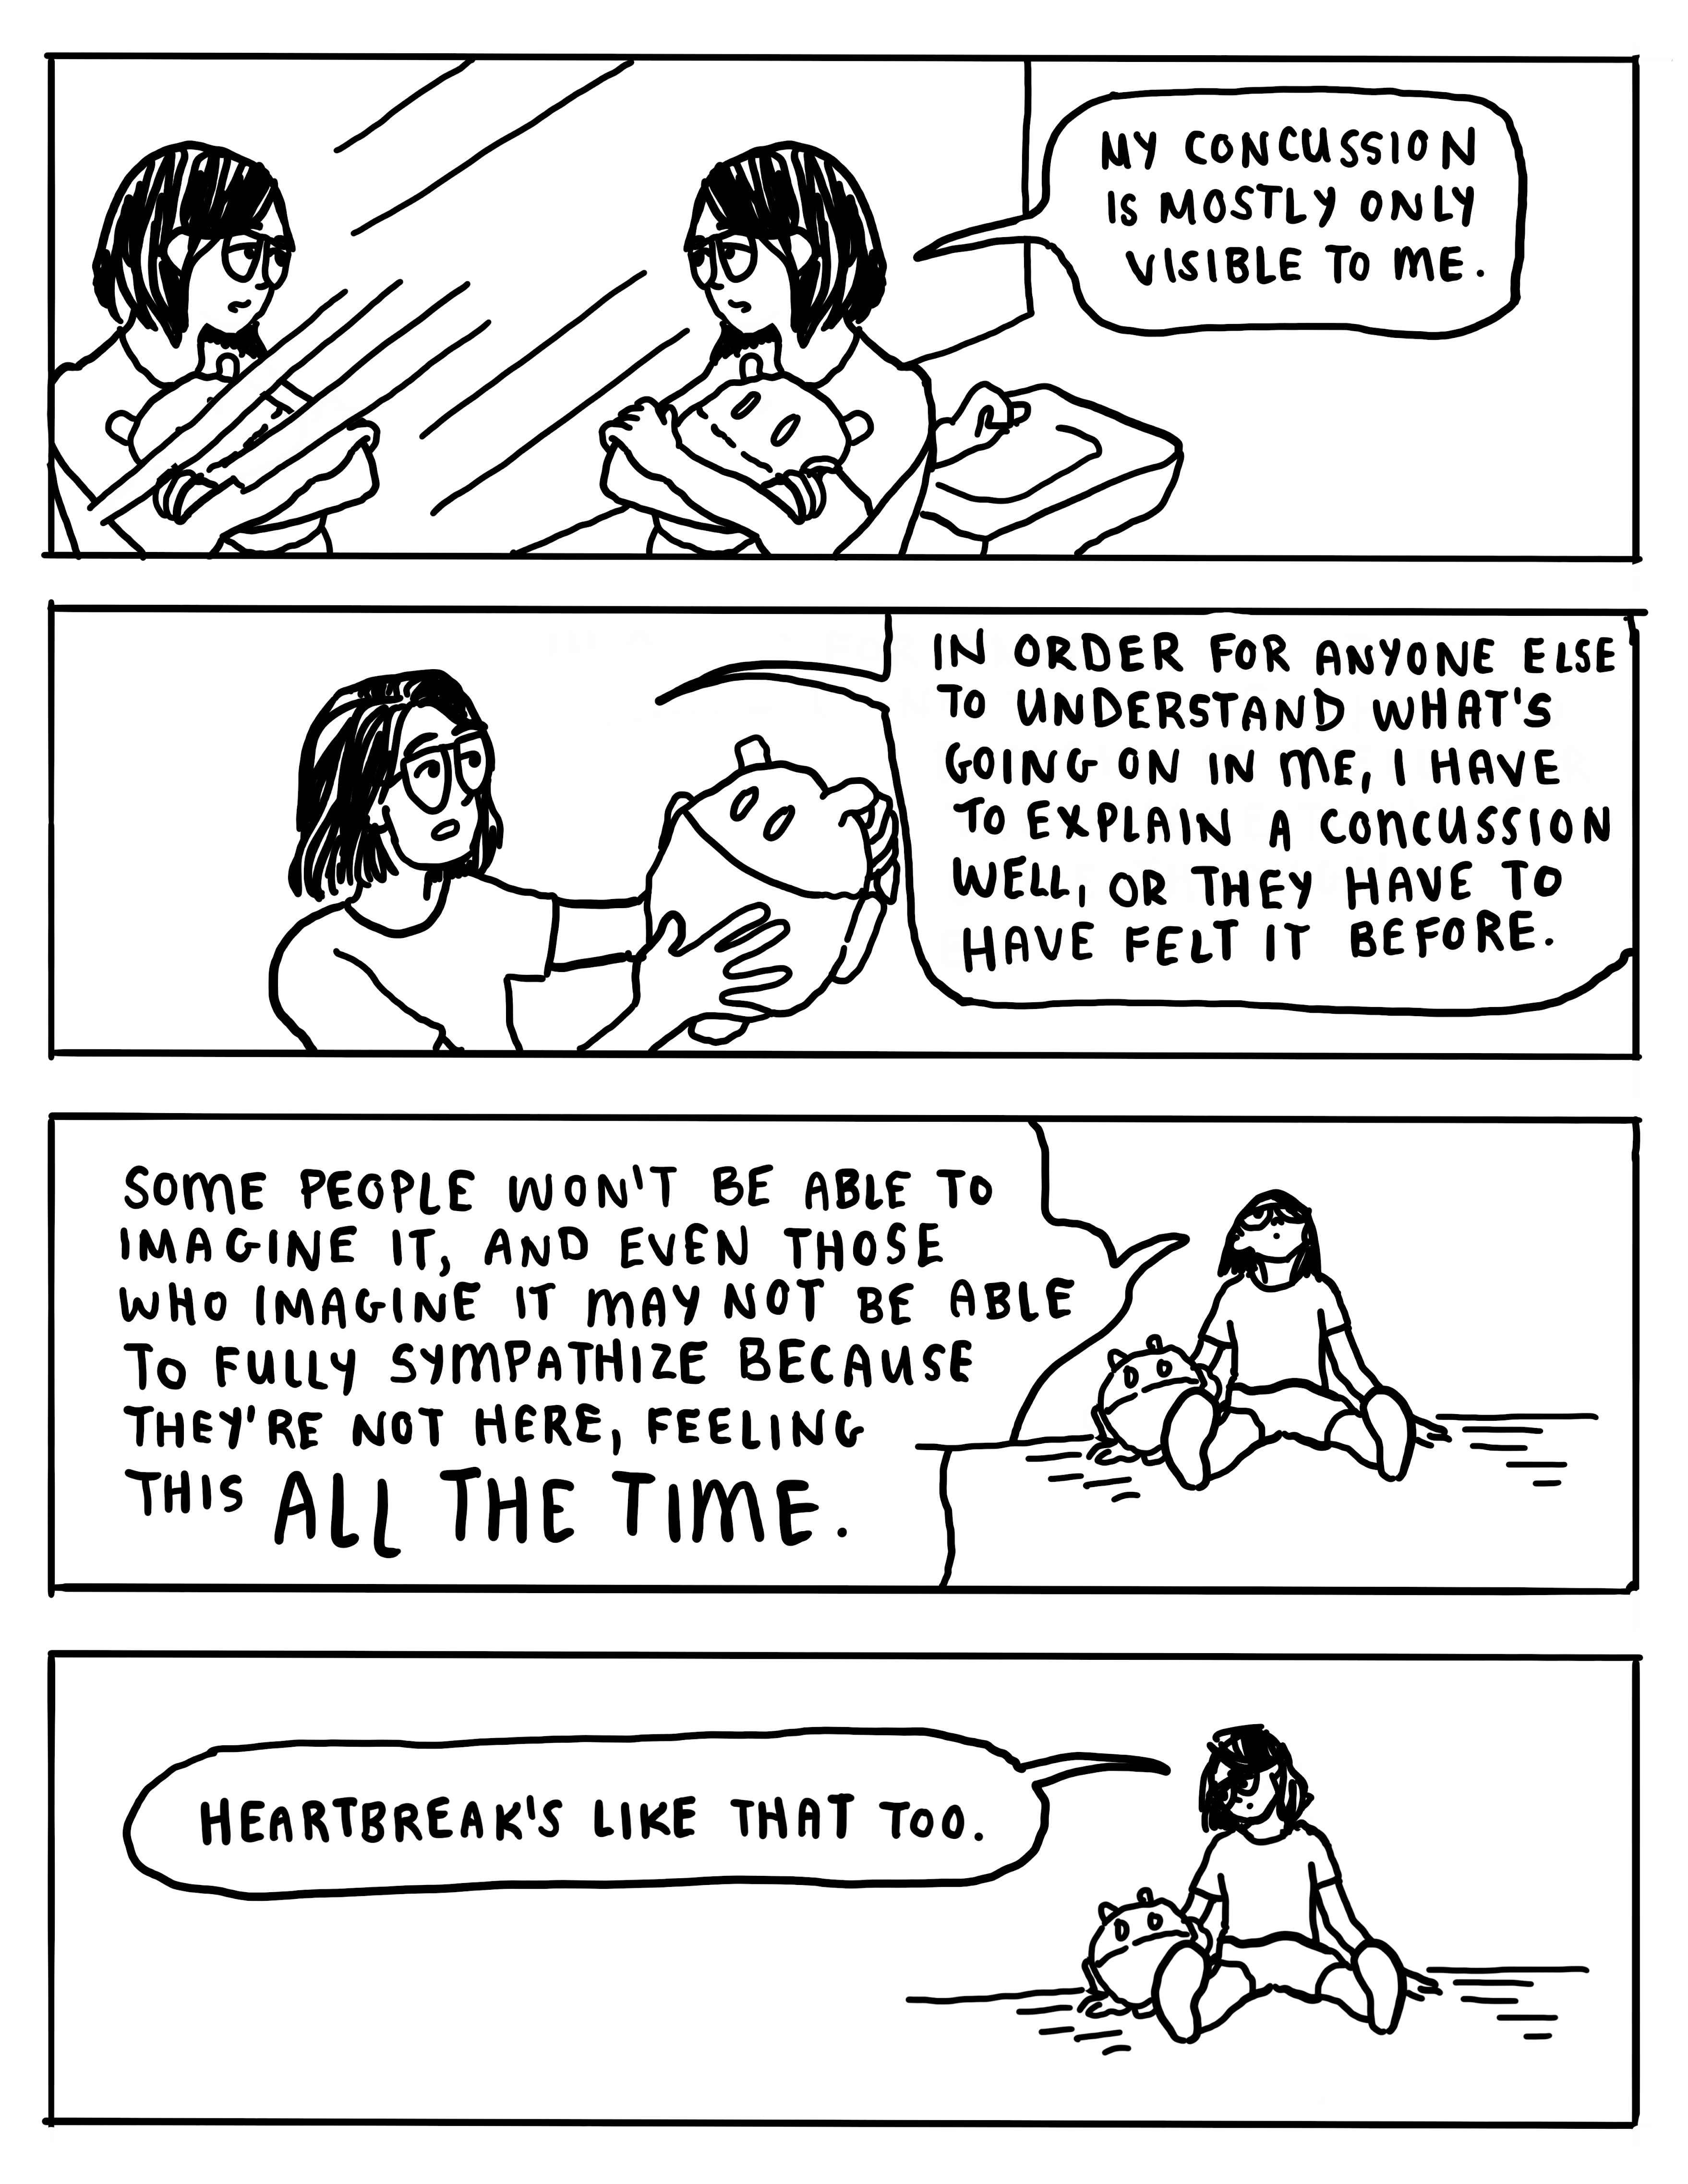 MY CONCUSSION
IS MOSTLY ONLY
VISIBLE TO ME.
IN ORDER FOR ANYONE ELSE
TO UNDERSTAND WHAT'S
GOING ON IN ME, I HAVE
TO EXPLAIN A CONCUSSION
WELL, OR THEY HAVE TO
HAVE FELT IT BEFORE.
SOME PEOPLE WON'T BE ABLE TO
IMAGINE IT, AND EVEN THOSE
WHO IMAGINE IT MAY NOT BE ABLE
TO FULLY SYMPATHIZE BECAUSE
THEY'RE NOT HERE, FEELING
THIS ALL THE TIME.
HEARTBREAK'S LIKE THAT TOO.